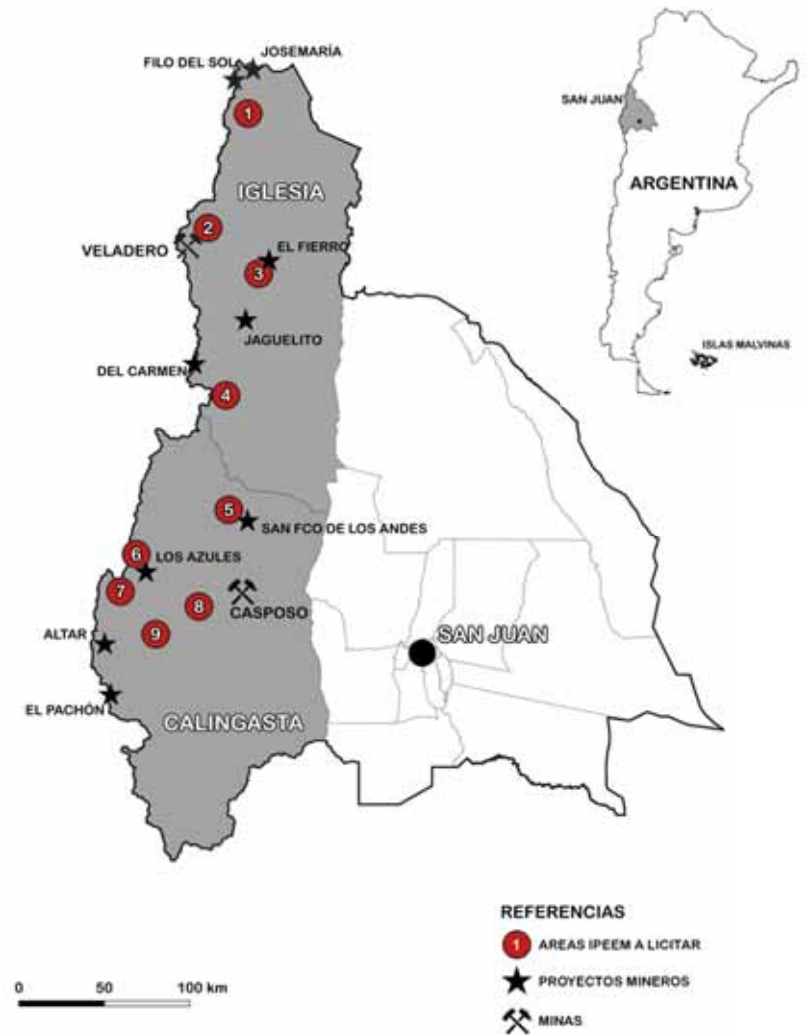 JOSEMARÍA
FILO DEL SOL
1
SAN JUAN
IGLESIA
ARGENTINA
2
VELADERO
EL FIERRO
3
JAGUELITO
ISLAS MALVINAS
DEL CARMEN
4
5
SAN FCO DE LOS ANDES
6
LOS AZULES
7
8
CASPOSO
9
ALTAR
SAN JUAN
EL PACHÓN
CALINGASTA
REFERENCIAS
1 AREAS IPEEM A LICITAR
PROYECTOS MINEROS
MINAS
0 50 100 km